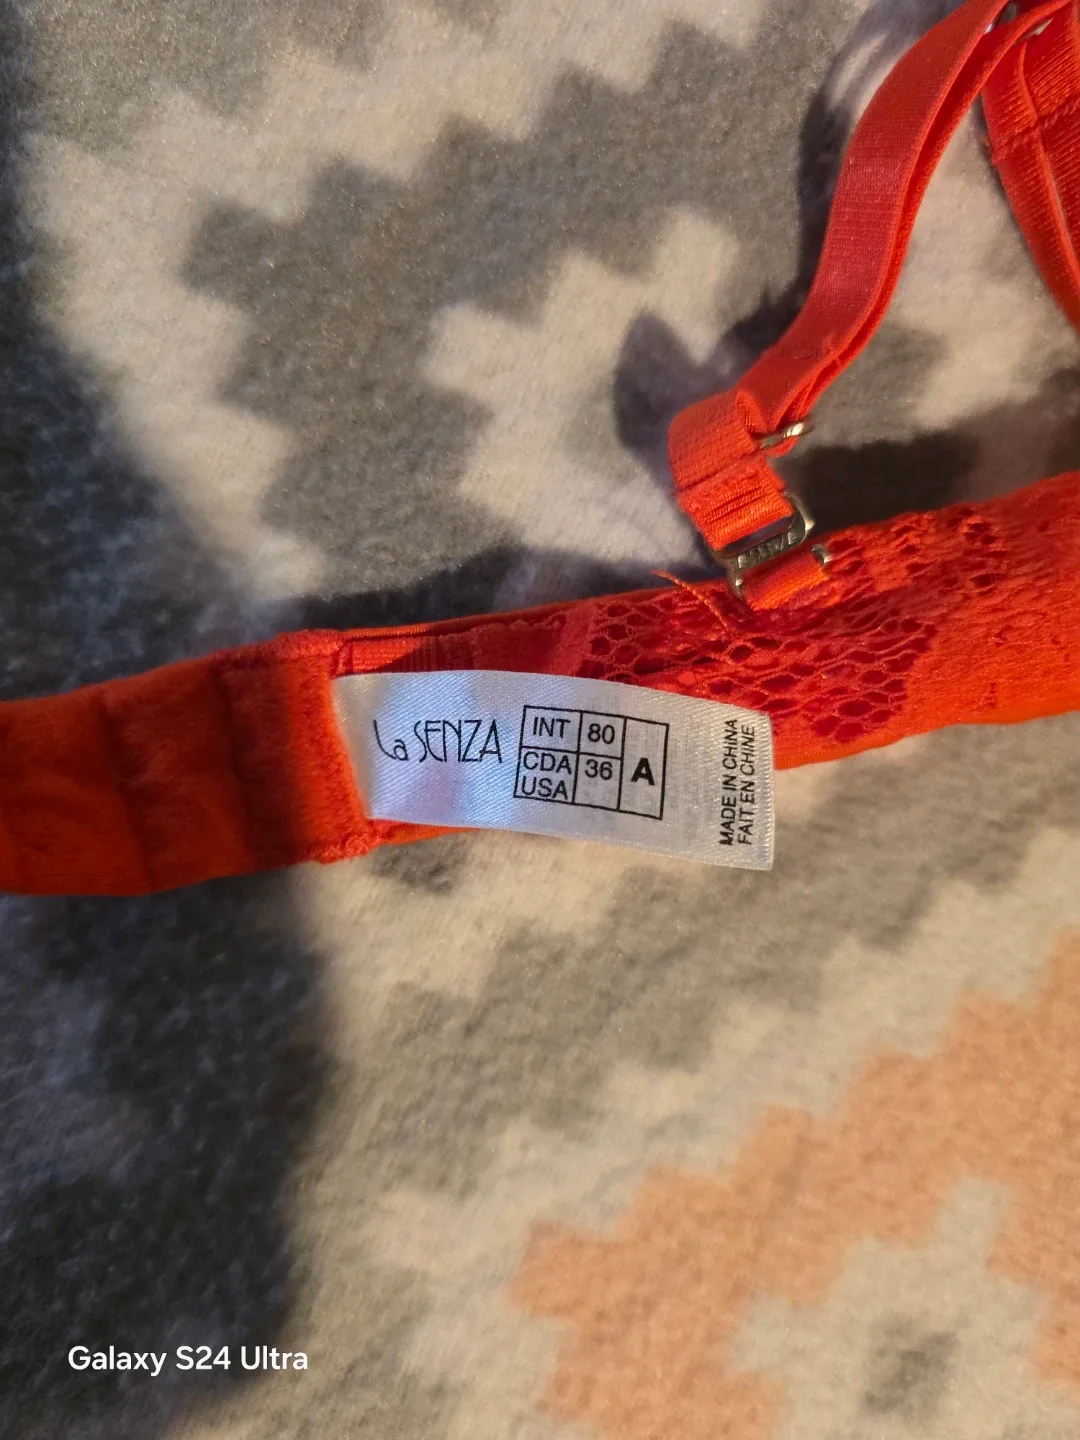 La SENZA
INT 80
CDA 36 A
USA
MADE IN CHINA
FAIT EN CHINE
Galaxy S24 Ultra